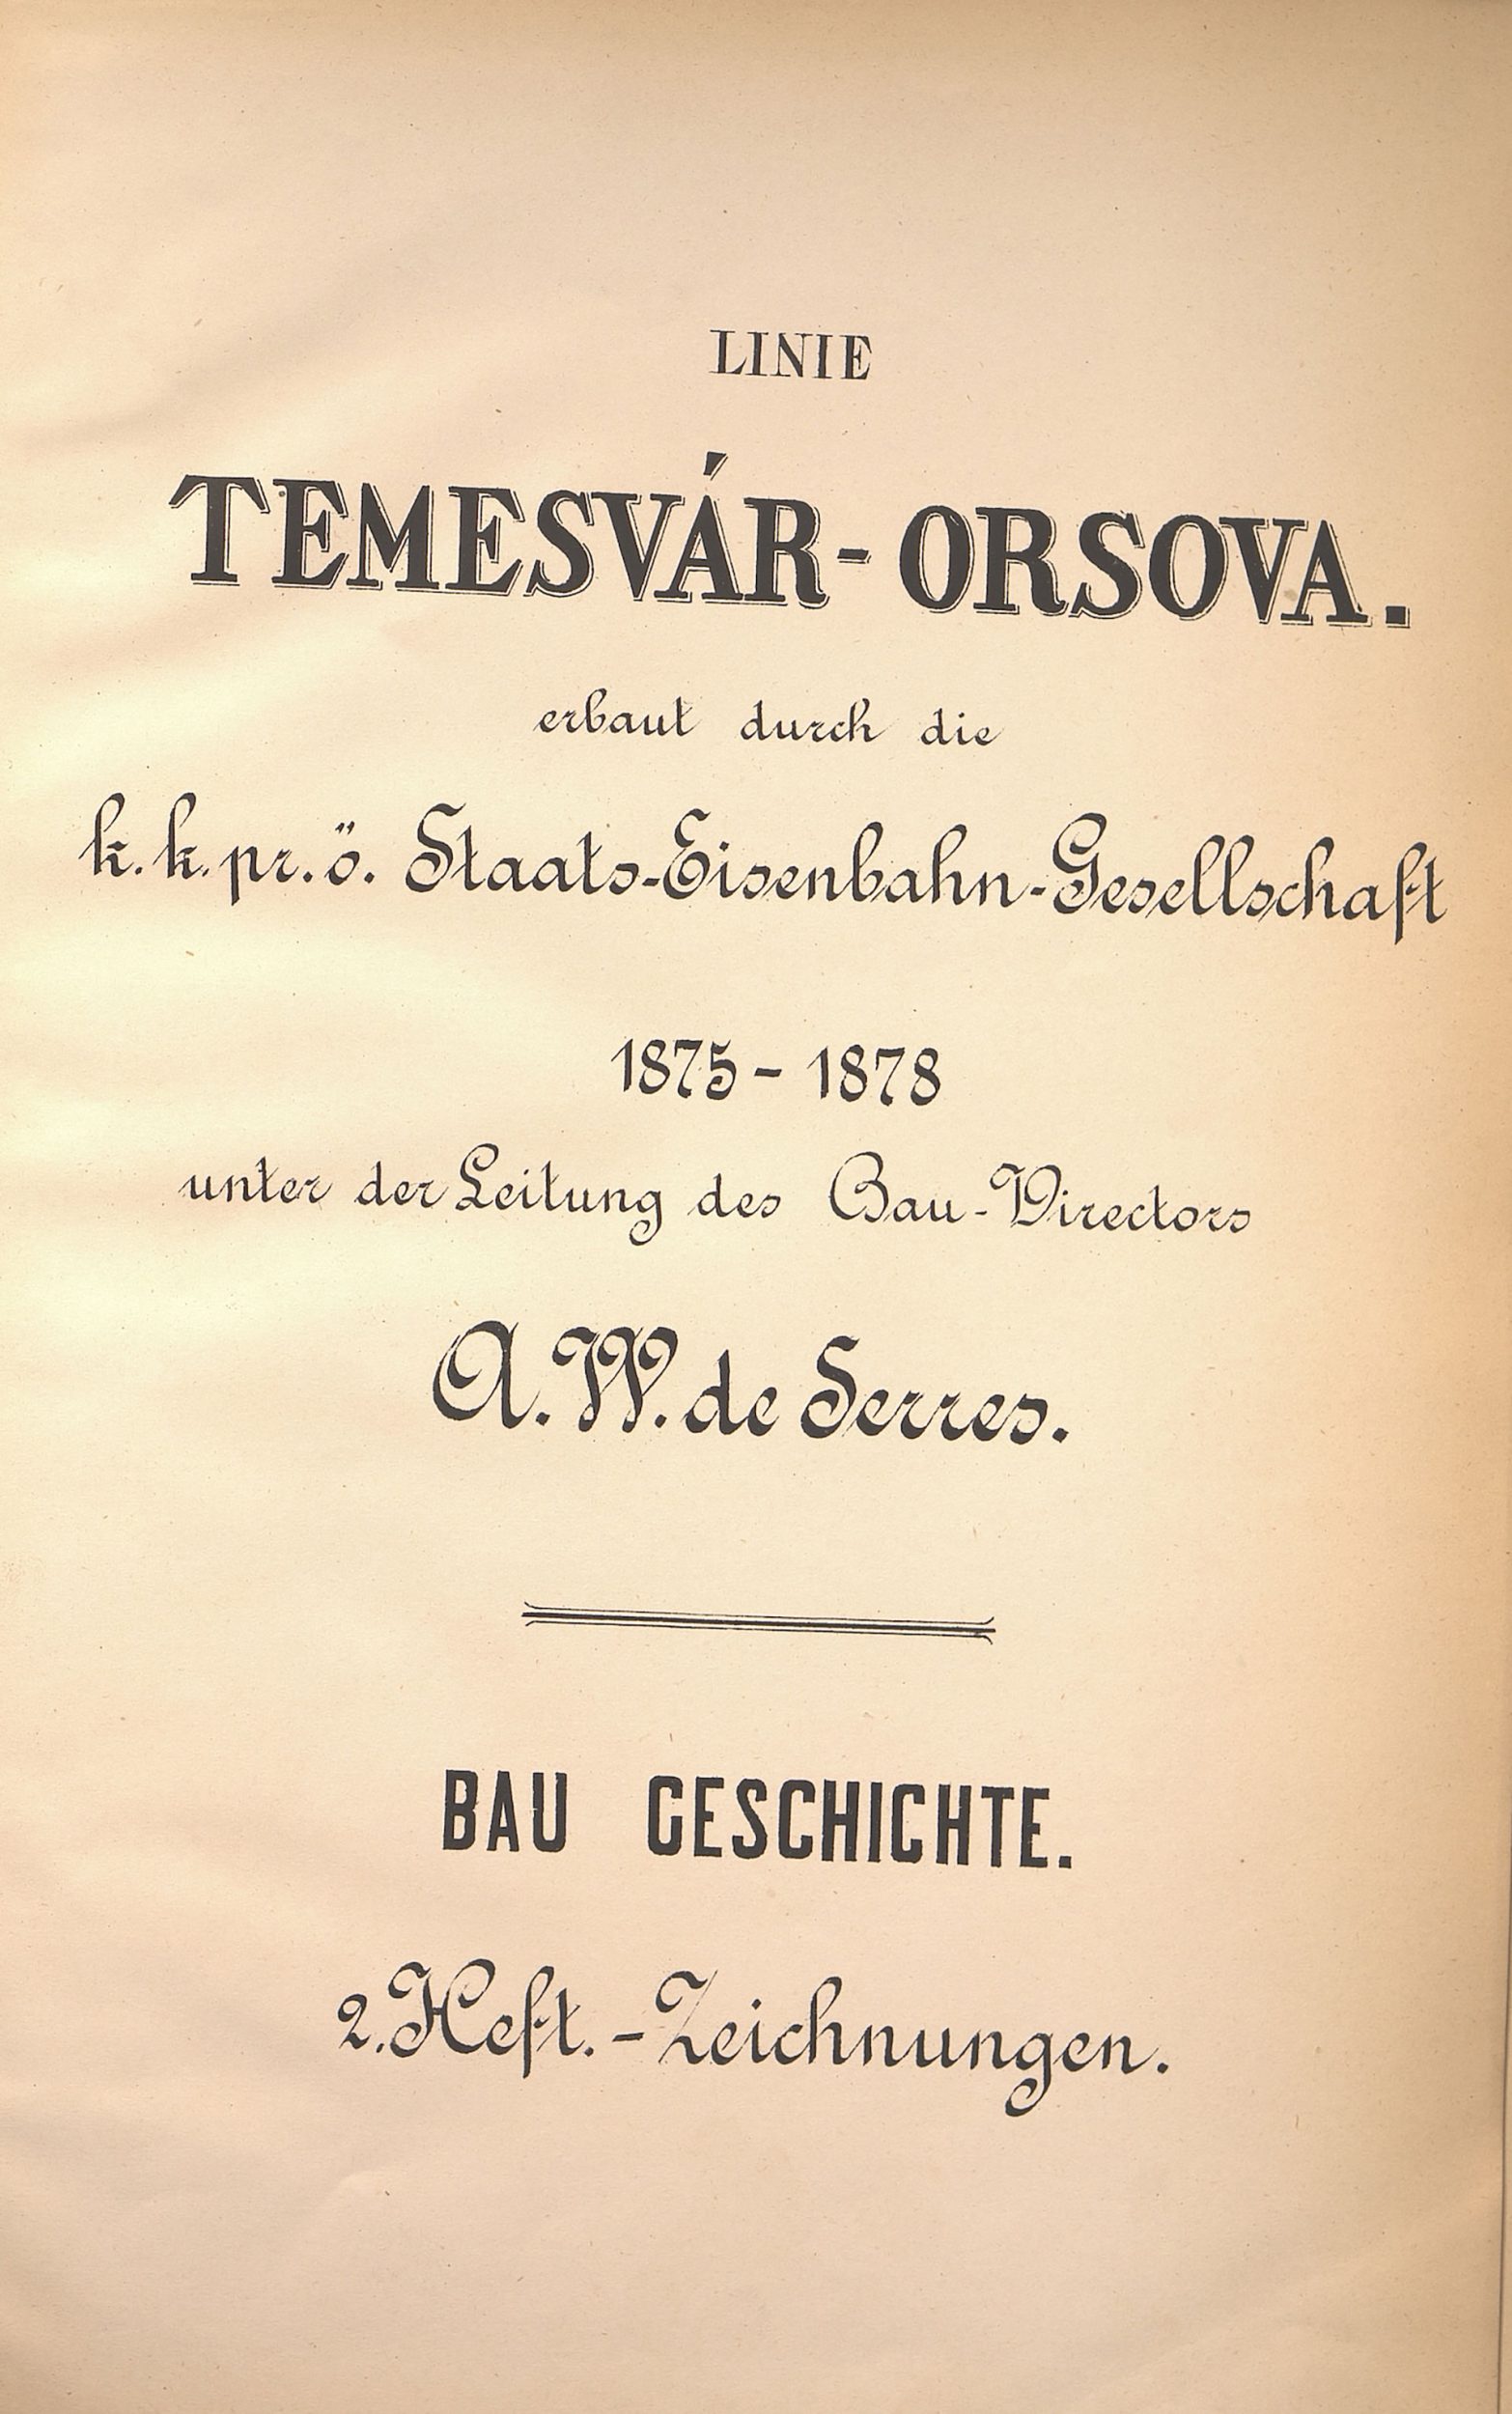 LINIE
TEMESVÁR-ORSOVA.
erbaut durch die
k. k. pr. ö. Staats-Eisenbahn-Gesellschaft
1875 - 1878
unter der Leitung des Bau-Directors
A. W. de Serres.
BAU GESCHICHTE.
2. Heft. - Zeichnungen.